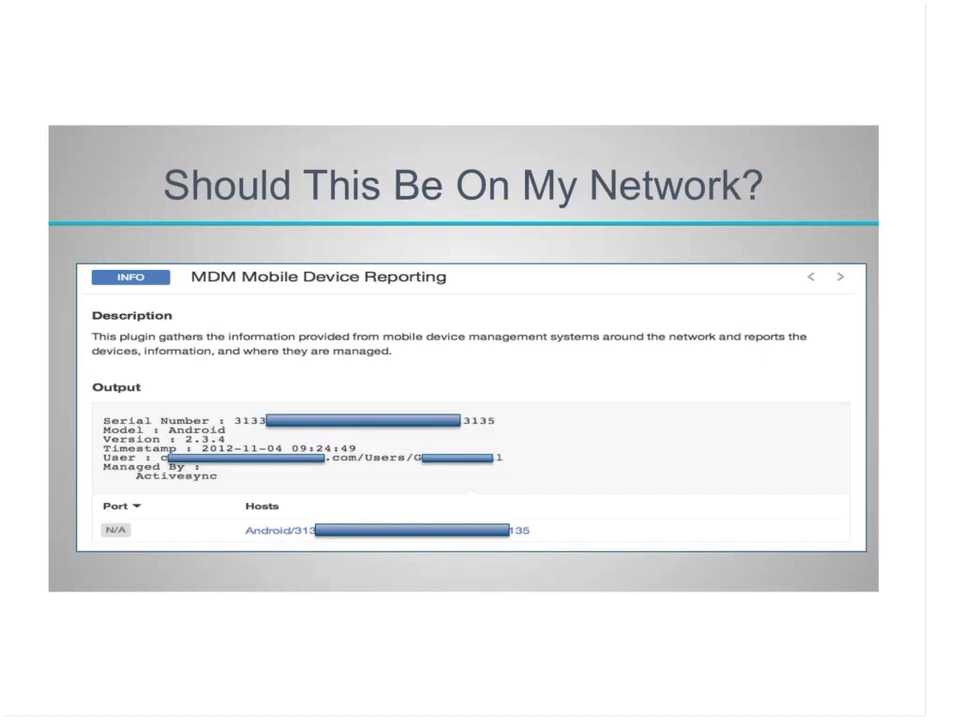 Should This Be On My Network?
INFO MDM Mobile Device Reporting < >
Description
This plugin gathers the information provided from mobile device management systems around the network and reports the
devices, information, and where they are managed.
Output
Serial Number : 3133 3135
Model : Android
Version : 2.3.4
Timestamp : 2012-11-04 09:24:49
User : c .com/Users/G l
Managed By :
Activesync
Port Hosts
N/A Android/313 135